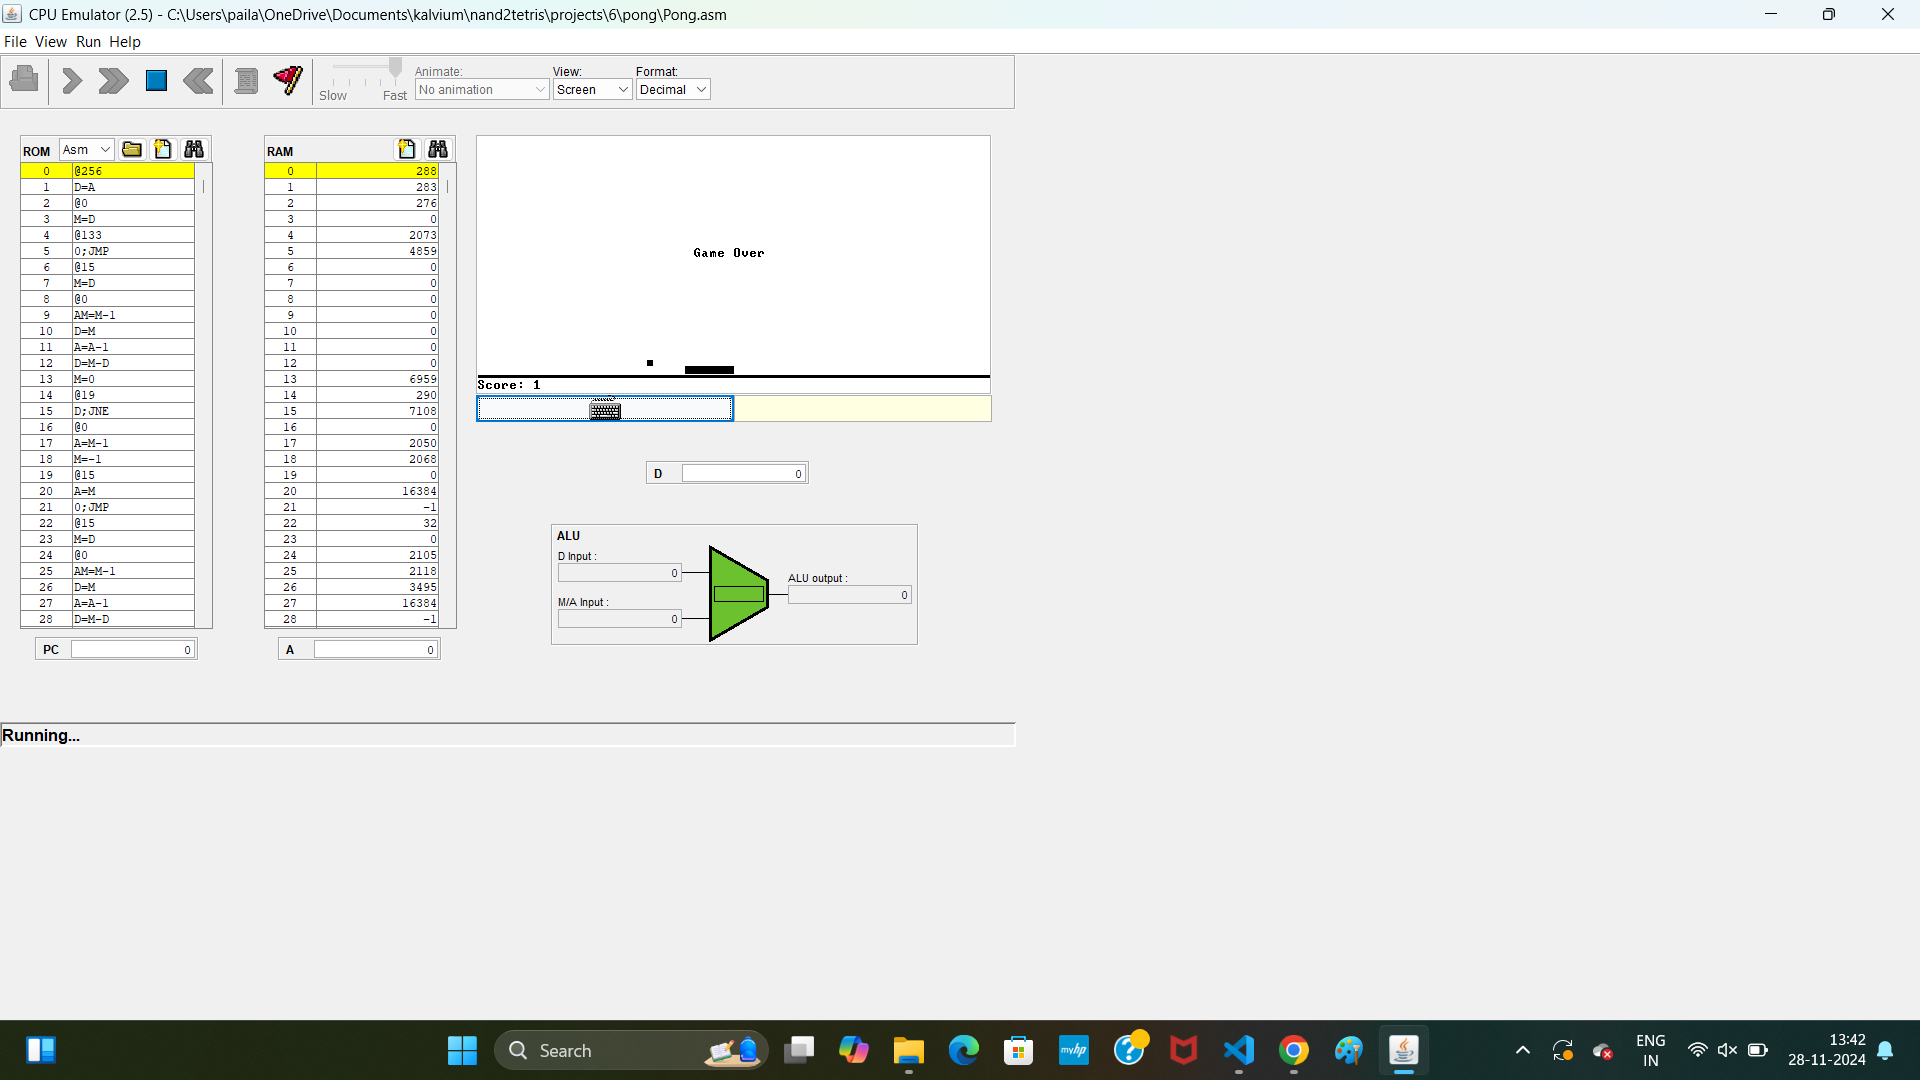 CPU Emulator (2.5) - C:\Users\paila\OneDrive\Documents\kalvium\nand2tetris\projects\6\pong\Pong.asm
File View Run Help
Slow Fast
Animate:
No animation
View:
Screen
Format:
Decimal
ROM Asm
0 @256
1 D=A
2 @0
3 M=D
4 @133
5 0;JMP
6 @15
7 M=D
8 @0
9 AM=M-1
10 D=M
11 A=A-1
12 D=M-D
13 M=0
14 @19
15 D;JNE
16 @0
17 A=M-1
18 M=-1
19 @15
20 A=M
21 0;JMP
22 @15
23 M=D
24 @0
25 AM=M-1
26 D=M
27 A=A-1
28 D=M-D
PC 0
RAM
0 288
1 283
2 276
3 0
4 2073
5 4859
6 0
7 0
8 0
9 0
10 0
11 0
12 0
13 6959
14 290
15 7108
16 0
17 2050
18 2068
19 0
20 16384
21 -1
22 32
23 0
24 2105
25 2118
26 3495
27 16384
28 -1
A 0
Game Over
Score: 1
D 0
ALU
D Input :
0
M/A Input :
0
ALU output :
0
Running...
Search
myhp
ENG
IN
13:42
28-11-2024